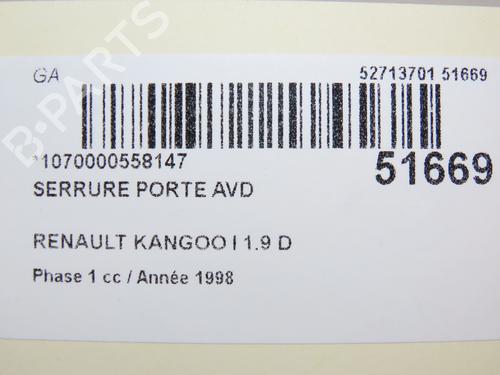 GA
52713701 51669
*1070000558147
51669
SERRURE PORTE AVD
RENAULT KANGOO I 1.9 D
Phase 1 cc / Année 1998
B-PARTS